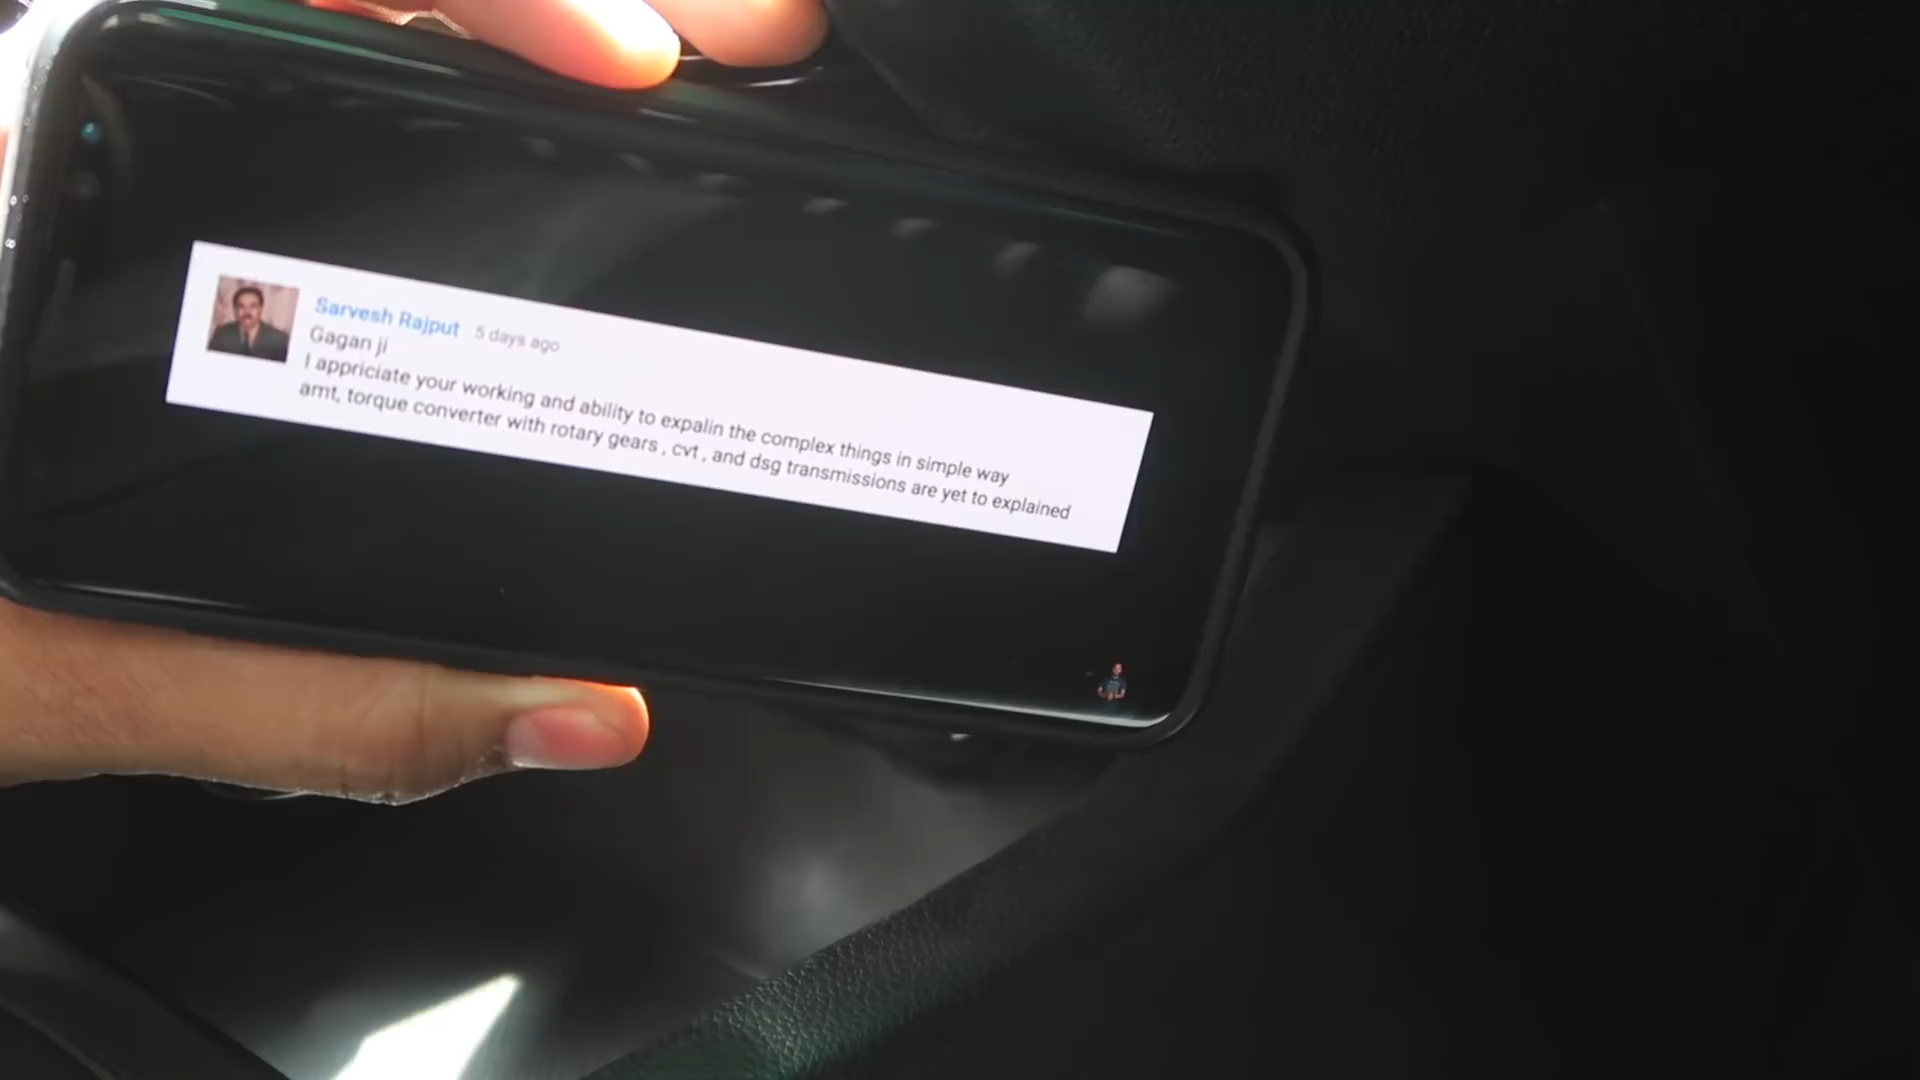 Sarvesh Rajput 5 days ago
Gagan ji
I appriciate your working and ability to expalin the complex things in simple way
amt, torque converter with rotary gears , cvt , and dsg transmissions are yet to explained